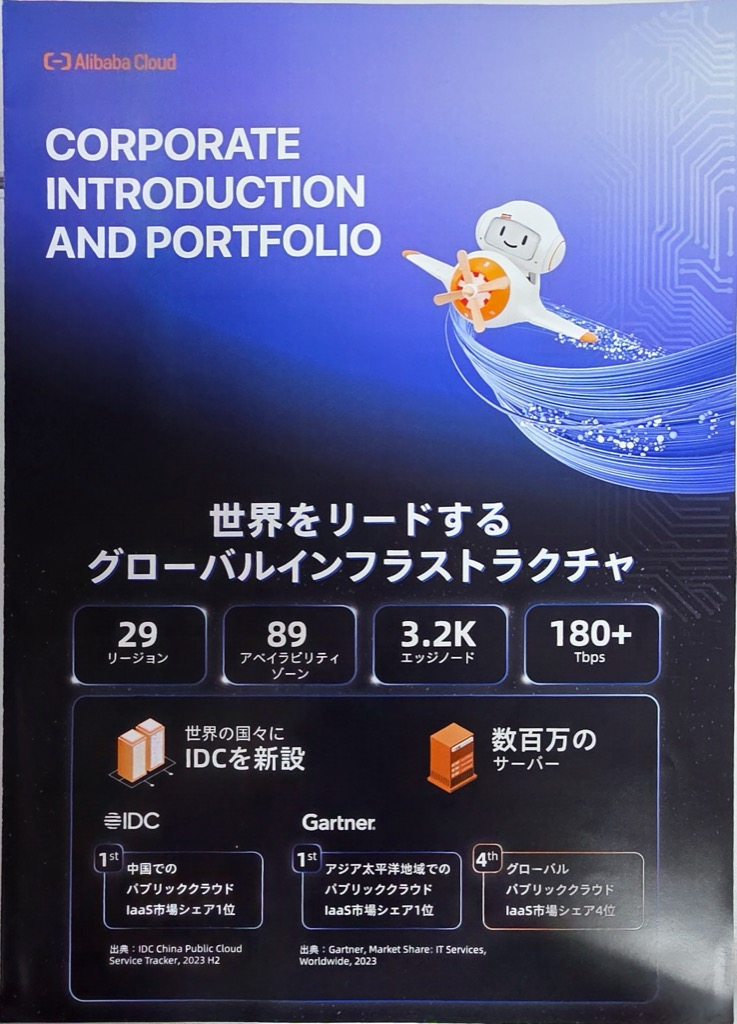 Alibaba Cloud
CORPORATE
INTRODUCTION
AND PORTFOLIO
世界をリードする
グローバルインフラストラクチャ
29
リージョン
89
アベイラビリティ
ゾーン
3.2K
エッジノード
180+
Tbps
世界の国々に
IDCを新設
数百万の
サーバー
IDC
1st
中国での
パブリッククラウド
IaaS市場シェア1位
出典：IDC China Public Cloud
Service Tracker, 2023 H2
Gartner
1st
アジア太平洋地域での
パブリッククラウド
IaaS市場シェア1位
4th
グローバル
パブリッククラウド
IaaS市場シェア4位
出典：Gartner, Market Share: IT Services,
Worldwide, 2023